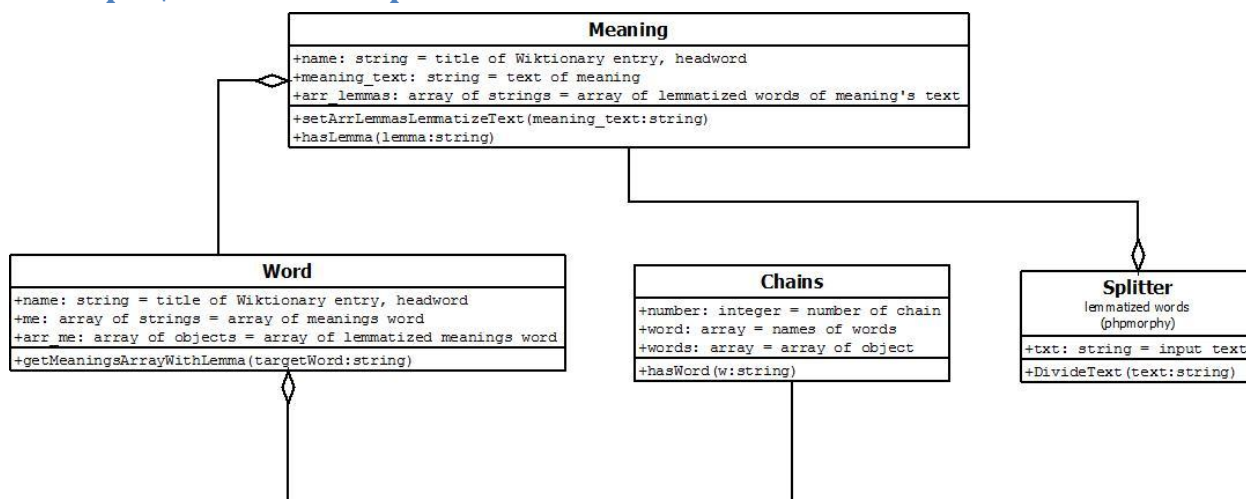 Meaning
+name: string = title of Wiktionary entry, headword
+meaning_text: string = text of meaning
+arr_lemmas: array of strings = array of lemmatized words of meaning's text
+setArrLemmasLemmatizeText(meaning_text:string)
+hasLemma(lemma:string)
Word
+name: string = title of Wiktionary entry, headword
+me: array of strings = array of meanings word
+arr_me: array of objects = array of lemmatized meanings word
+getMeaningsArrayWithLemma(targetWord:string)
Chains
+number: integer = number of chain
+word: array = names of words
+words: array = array of object
+hasWord(w:string)
Splitter
lemmatized words
(phpmorphy)
+txt: string = input text
+DivideText(text:string)